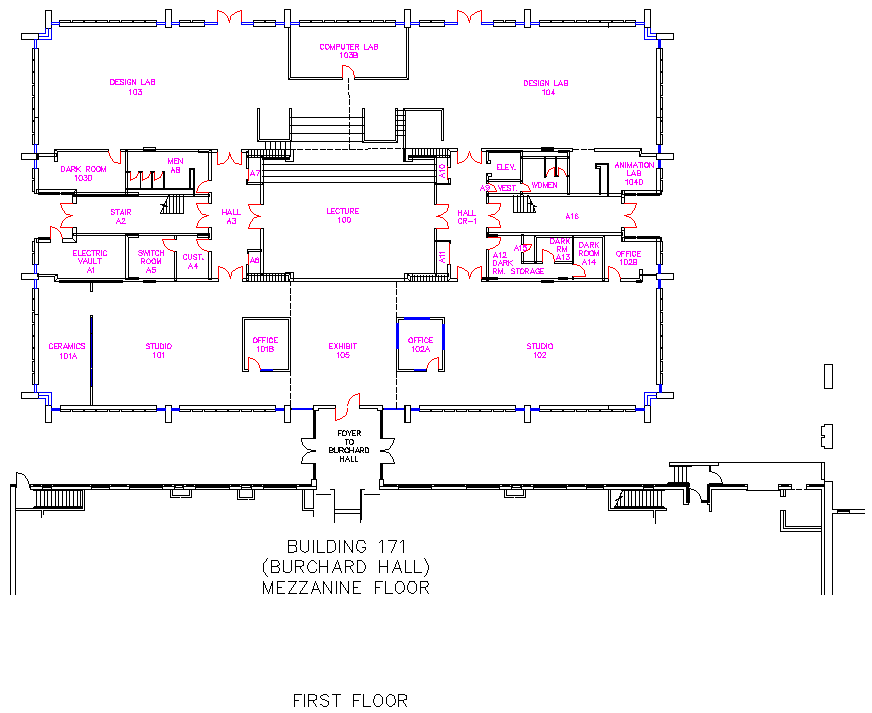 COMPUTER LAB
103B
DESIGN LAB
103
DESIGN LAB
104
DARK ROOM
103D
MEN
A8
A7
A10
ELEV.
A9
VEST.
WOMEN
ANIMATION
LAB
104D
STAIR
A2
HALL
A3
LECTURE
100
HALL
CR-1
A16
ELECTRIC
VAULT
A1
SWITCH
ROOM
A5
CUST.
A4
A6
A11
A12
DARK
RM. STORAGE
A15
DARK
RM
A13
DARK
ROOM
A14
OFFICE
102B
CERAMICS
101A
STUDIO
101
OFFICE
101B
EXHIBIT
105
OFFICE
102A
STUDIO
102
FOYER
TO
BURCHARD
HALL
BUILDING 171
(BURCHARD HALL)
MEZZANINE FLOOR
FIRST FLOOR